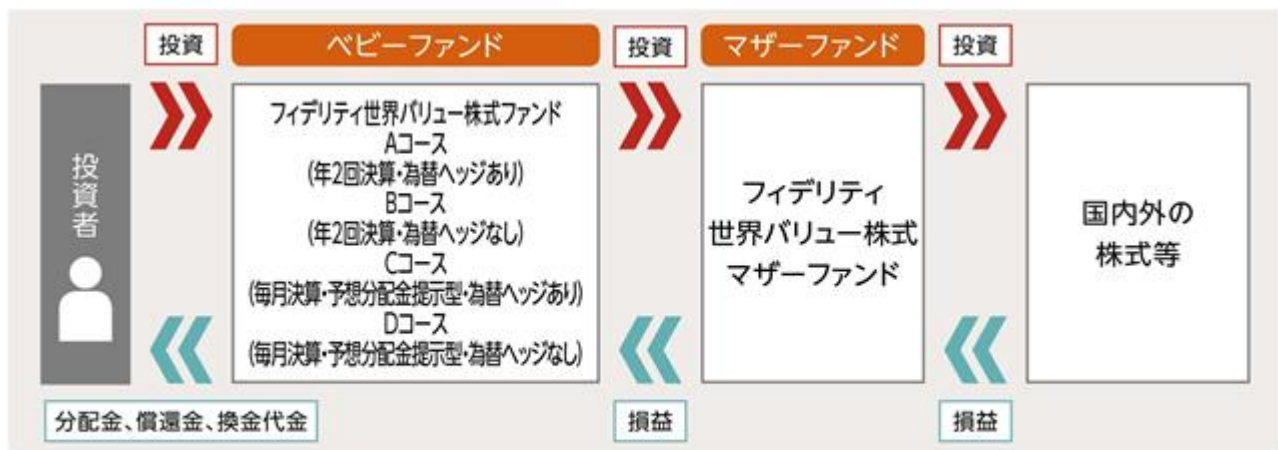 投資
ベビーファンド
投資
マザーファンド
投資
投資者
フィデリティ世界バリュー株式ファンド
Aコース
(年2回決算・為替ヘッジあり)
Bコース
(年2回決算・為替ヘッジなし)
Cコース
(毎月決算・予想分配金提示型・為替ヘッジあり)
Dコース
(毎月決算・予想分配金提示型・為替ヘッジなし)
フィデリティ
世界バリュー株式
マザーファンド
国内外の
株式等
分配金、償還金、換金代金
損益
損益